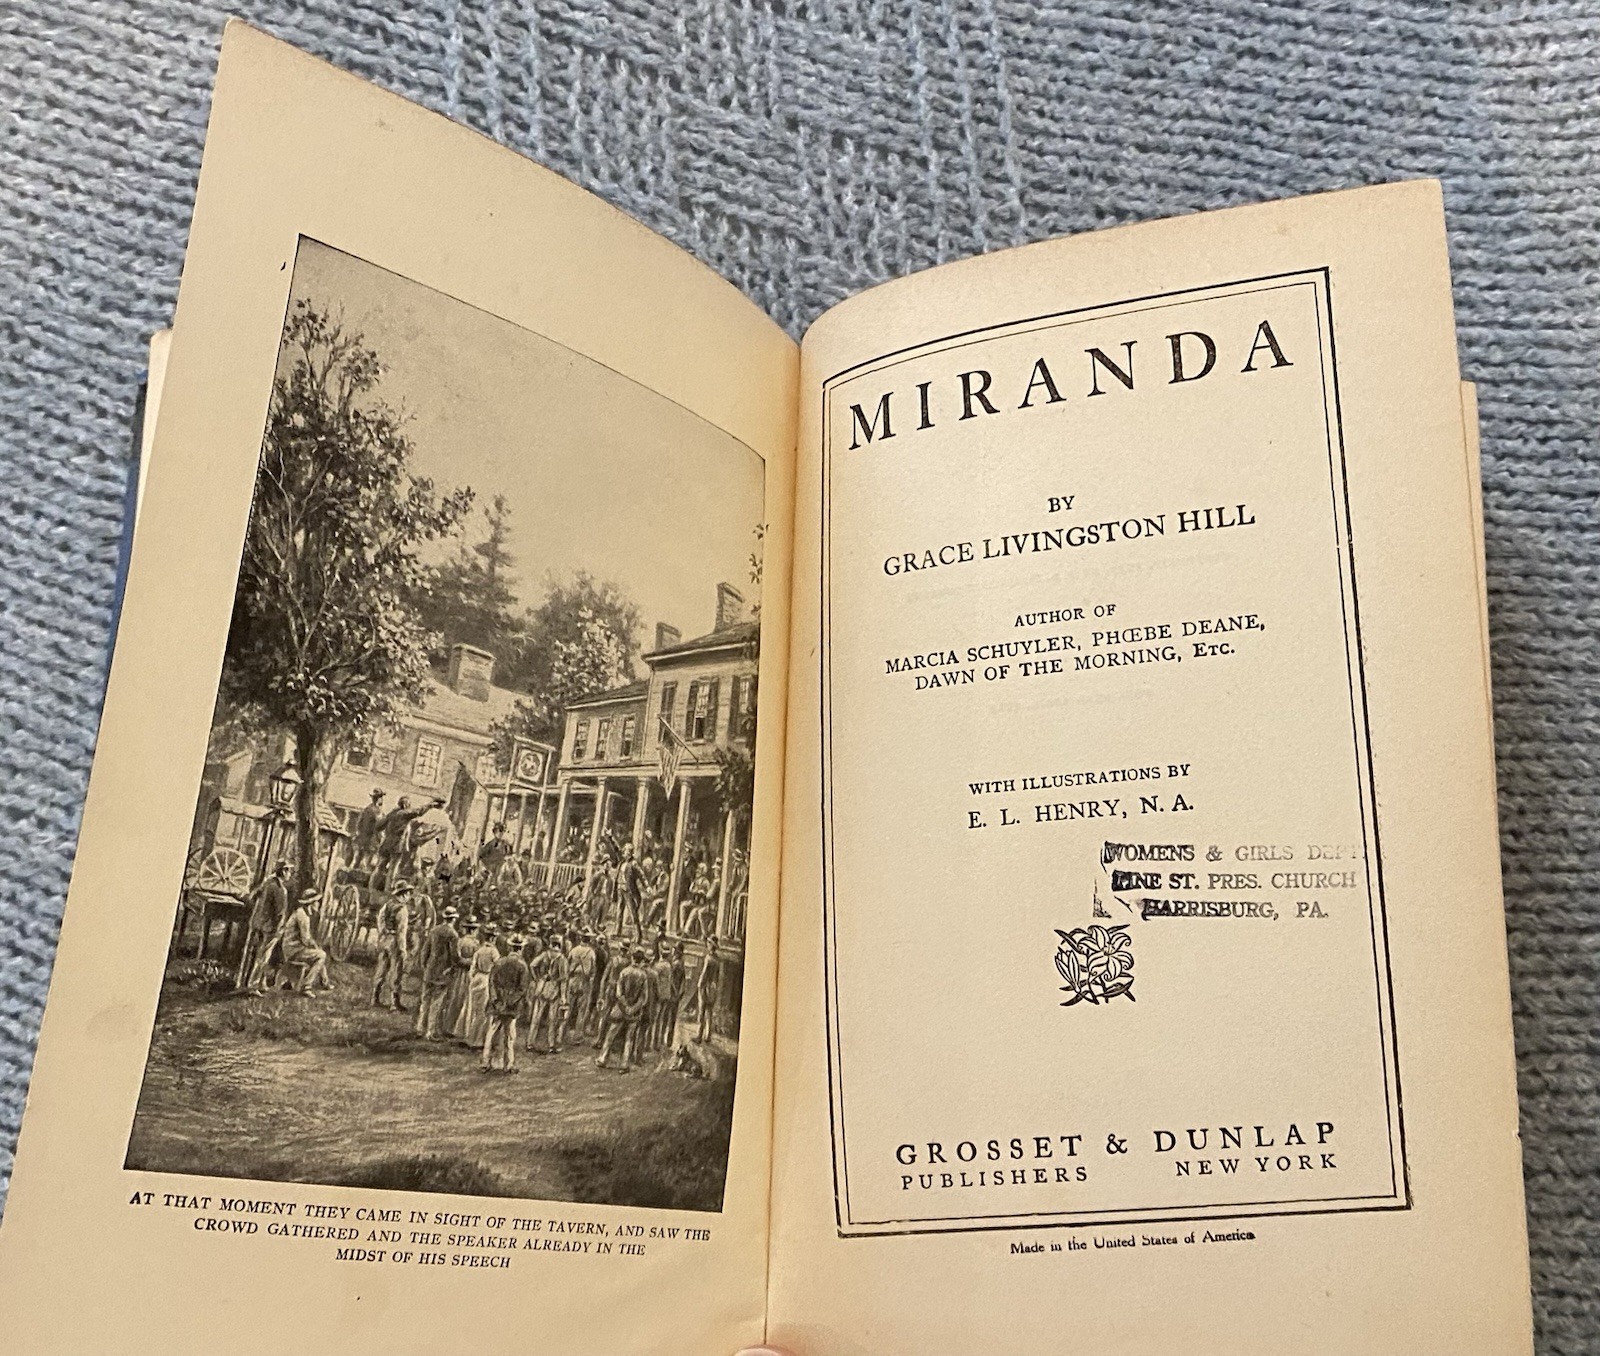 AT THAT MOMENT THEY CAME IN SIGHT OF THE TAVERN, AND SAW THE
CROWD GATHERED AND THE SPEAKER ALREADY IN THE
MIDST OF HIS SPEECH
MIRANDA
BY
GRACE LIVINGSTON HILL
AUTHOR OF
MARCIA SCHUYLER, PHŒBE DEANE,
DAWN OF THE MORNING, ETC.
WITH ILLUSTRATIONS BY
E. L. HENRY, N. A.
WOMENS & GIRLS DEPT.
PINE ST. PRES. CHURCH
HARRISBURG, PA.
GROSSET & DUNLAP
PUBLISHERS NEW YORK
Made in the United States of America